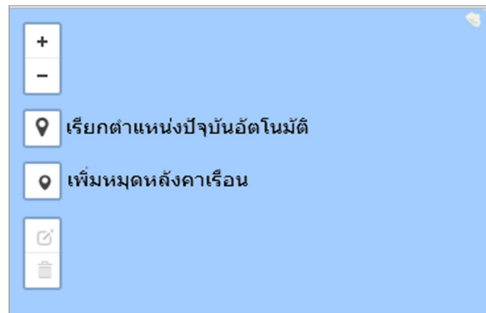 +
−
เรียกตำแหน่งปัจุบันอัตโนมัติ
เพิ่มหมุดหลังคาเรือน